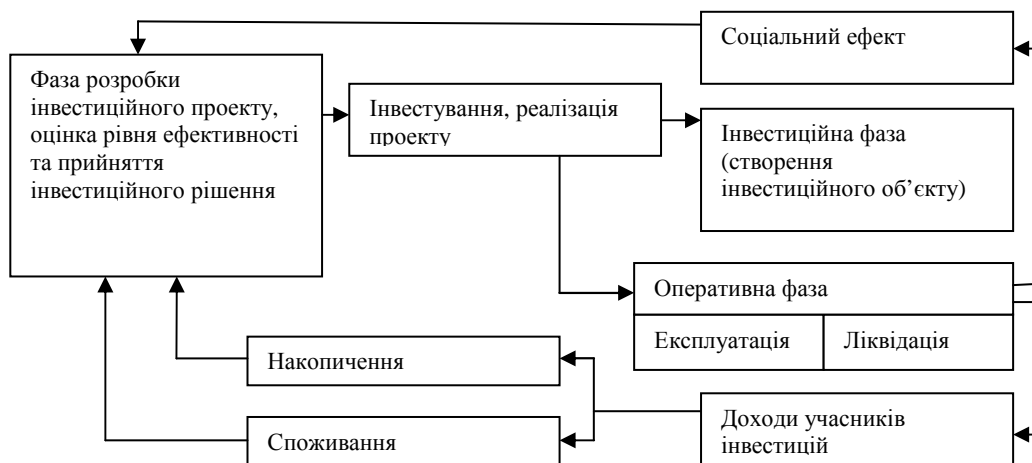 Соціальний ефект
Фаза розробки
інвестиційного проекту,
оцінка рівня ефективності
та прийняття
інвестиційного рішення
Інвестування, реалізація
проекту
Інвестиційна фаза
(створення
інвестиційного об’єкту)
Оперативна фаза
Експлуатація
Ліквідація
Накопичення
Споживання
Доходи учасників
інвестицій